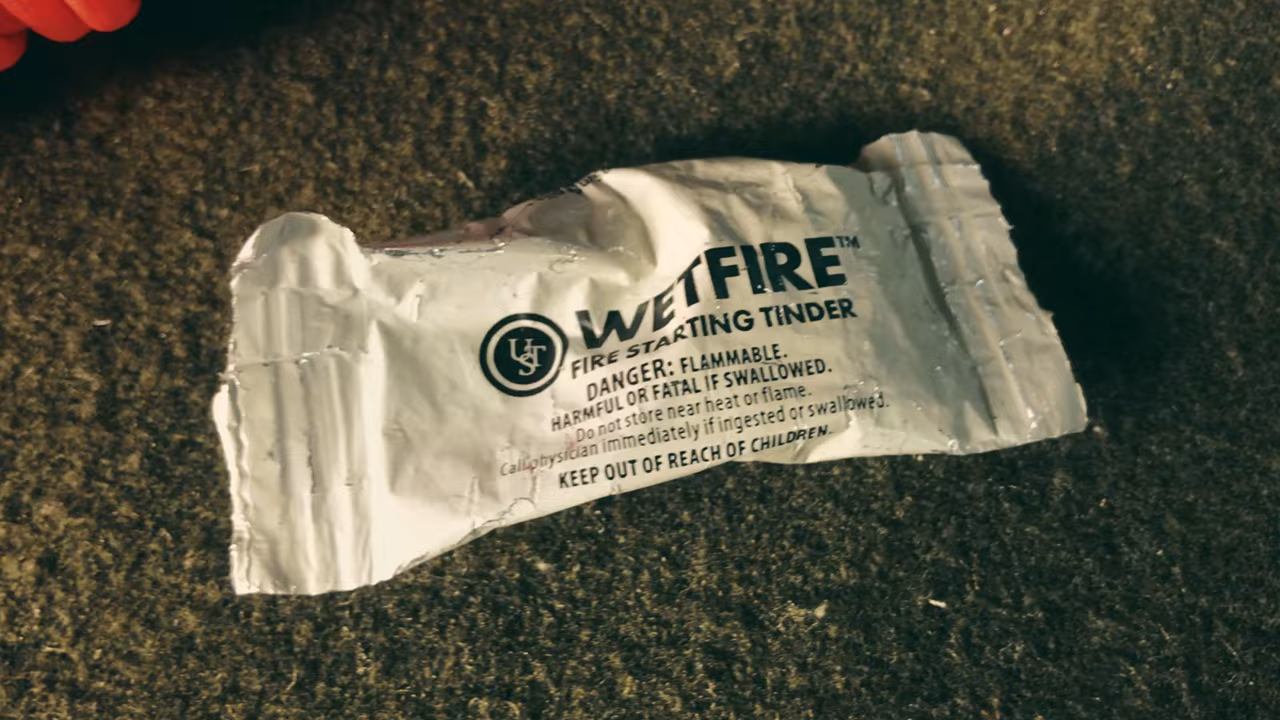 WETFIRE™
UST
FIRE STARTING TINDER
DANGER: FLAMMABLE.
HARMFUL OR FATAL IF SWALLOWED.
Do not store near heat or flame.
Call physician immediately if ingested or swallowed.
KEEP OUT OF REACH OF CHILDREN.